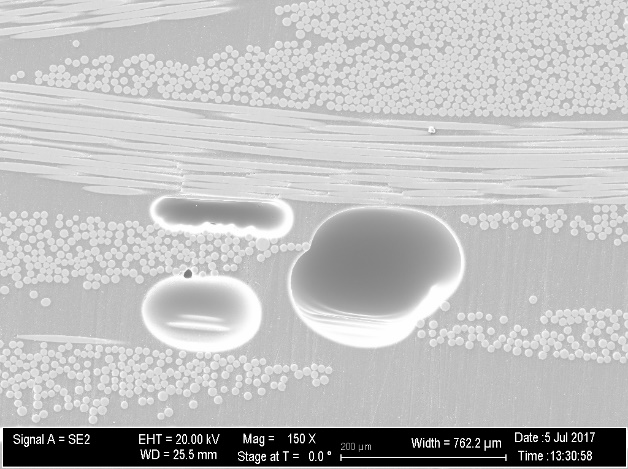 Signal A = SE2 EHT = 20.00 kV Mag = 150 X Width = 762.2 µm Date :5 Jul 2017
WD = 25.5 mm Stage at T = 0.0 ° 200 µm Time :13:30:58